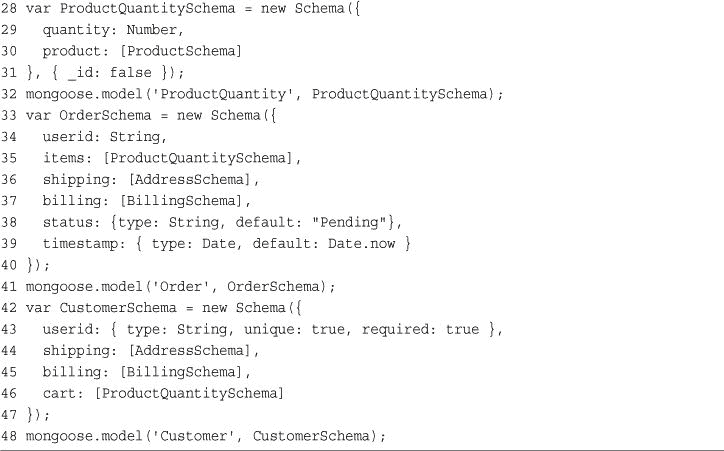 28 var ProductQuantitySchema = new Schema({
29   quantity: Number,
30   product: [ProductSchema]
31 }, { _id: false });
32 mongoose.model('ProductQuantity', ProductQuantitySchema);
33 var OrderSchema = new Schema({
34   userid: String,
35   items: [ProductQuantitySchema],
36   shipping: [AddressSchema],
37   billing: [BillingSchema],
38   status: {type: String, default: "Pending"},
39   timestamp: { type: Date, default: Date.now }
40 });
41 mongoose.model('Order', OrderSchema);
42 var CustomerSchema = new Schema({
43   userid: { type: String, unique: true, required: true },
44   shipping: [AddressSchema],
45   billing: [BillingSchema],
46   cart: [ProductQuantitySchema]
47 });
48 mongoose.model('Customer', CustomerSchema);